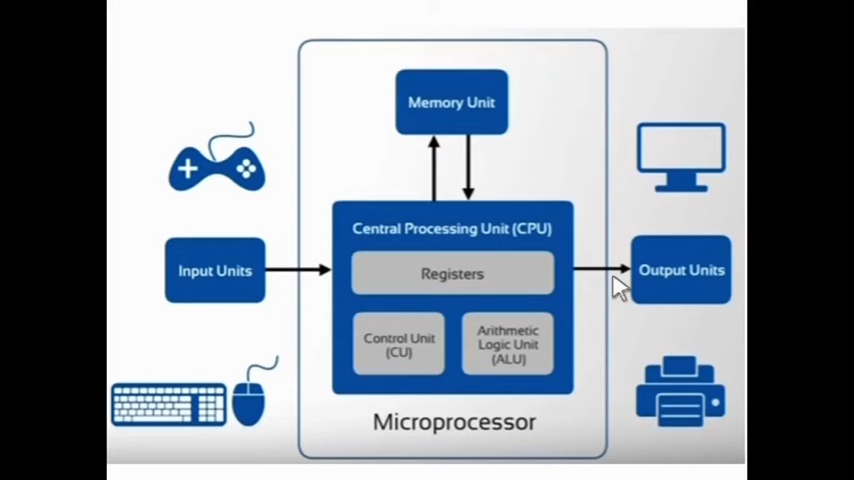 Memory Unit
Central Processing Unit (CPU)
Input Units
Registers
Output Units
Control Unit
(CU)
Arithmetic
Logic Unit
(ALU)
Microprocessor